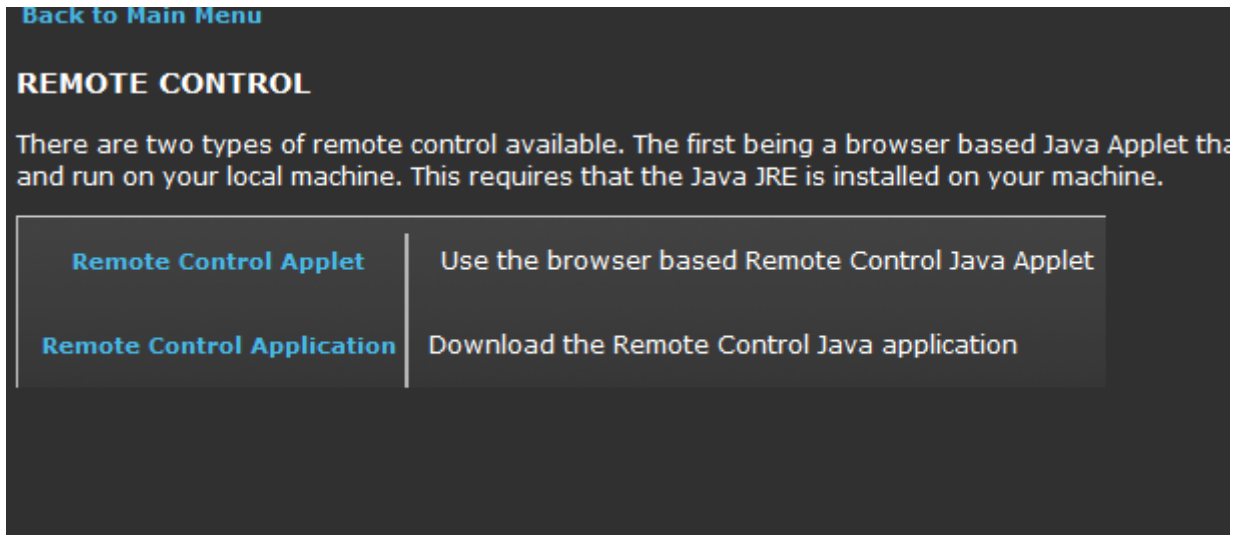 Back to Main Menu
REMOTE CONTROL
There are two types of remote control available. The first being a browser based Java Applet
and run on your local machine. This requires that the Java JRE is installed on your machine.
Remote Control Applet Use the browser based Remote Control Java Applet
Remote Control Application Download the Remote Control Java application